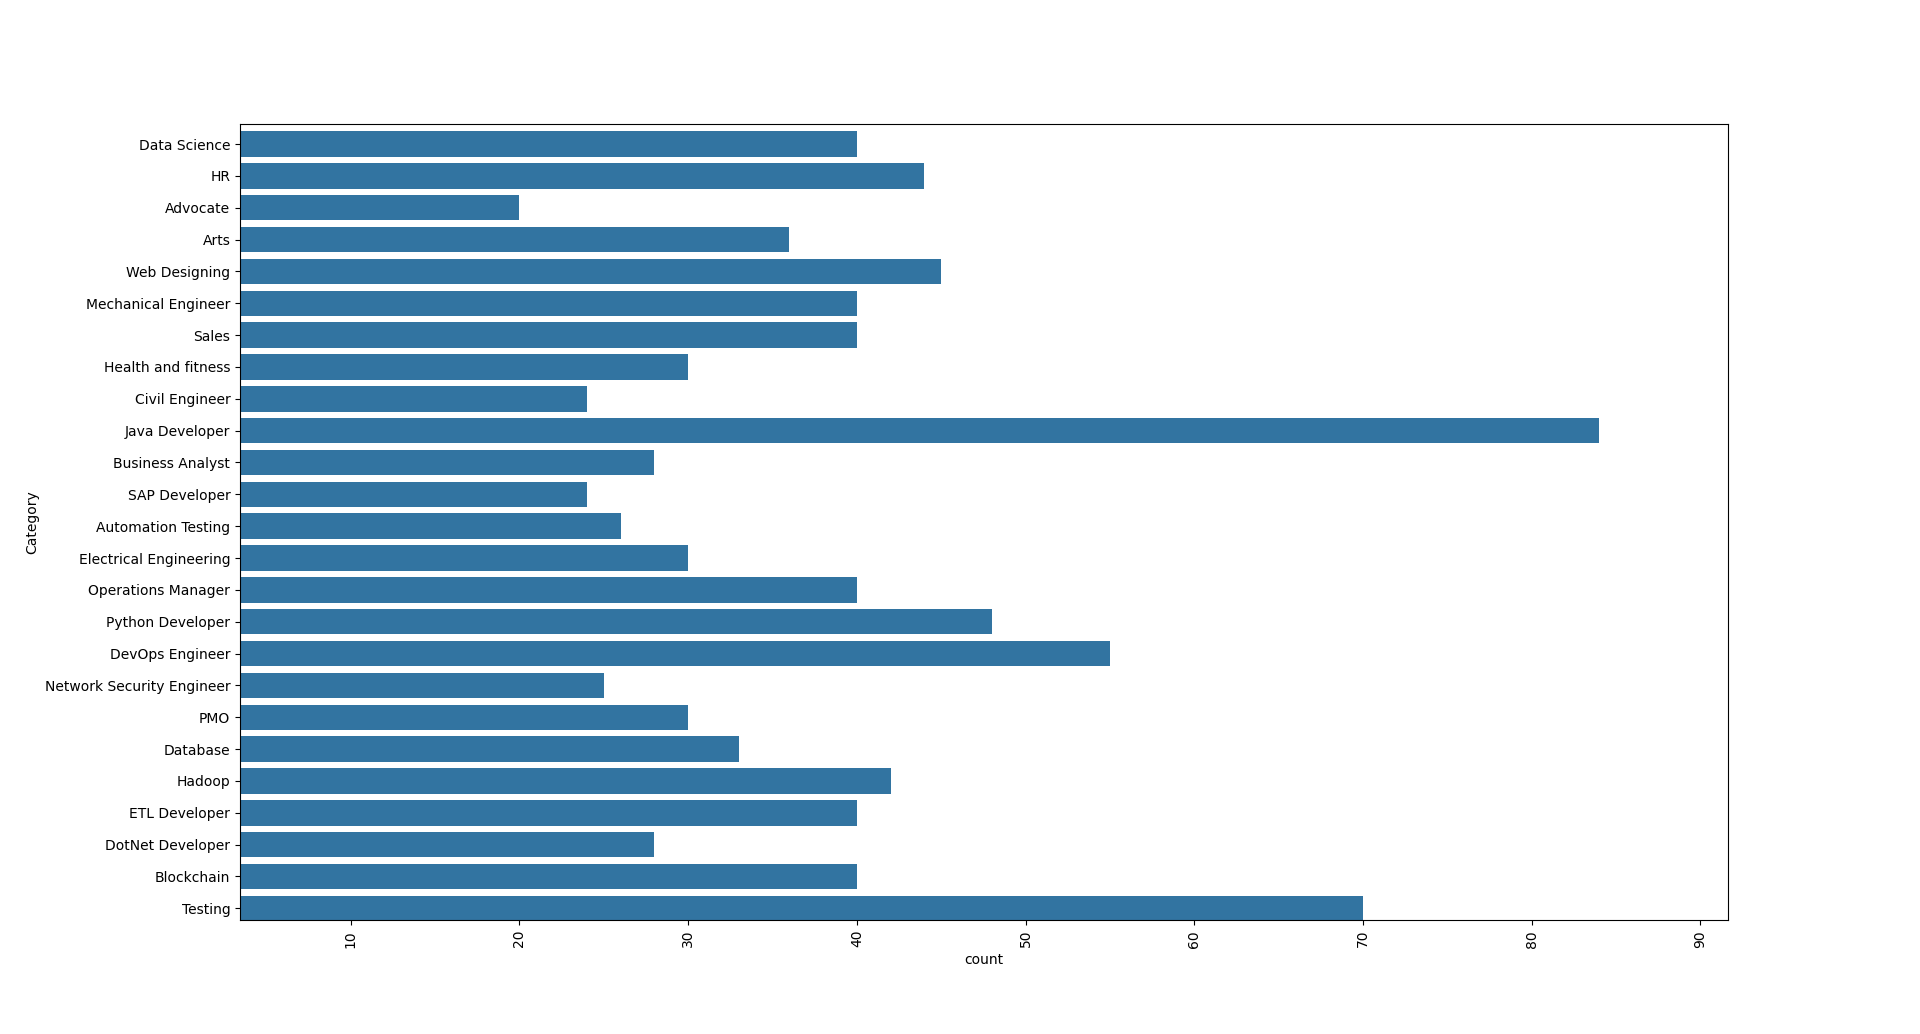 Data Science
HR
Advocate
Arts
Web Designing
Mechanical Engineer
Sales
Health and fitness
Civil Engineer
Java Developer
Business Analyst
SAP Developer
Automation Testing
Electrical Engineering
Operations Manager
Python Developer
DevOps Engineer
Network Security Engineer
PMO
Database
Hadoop
ETL Developer
DotNet Developer
Blockchain
Testing
Category
10 20 30 40 50 60 70 80 90
count